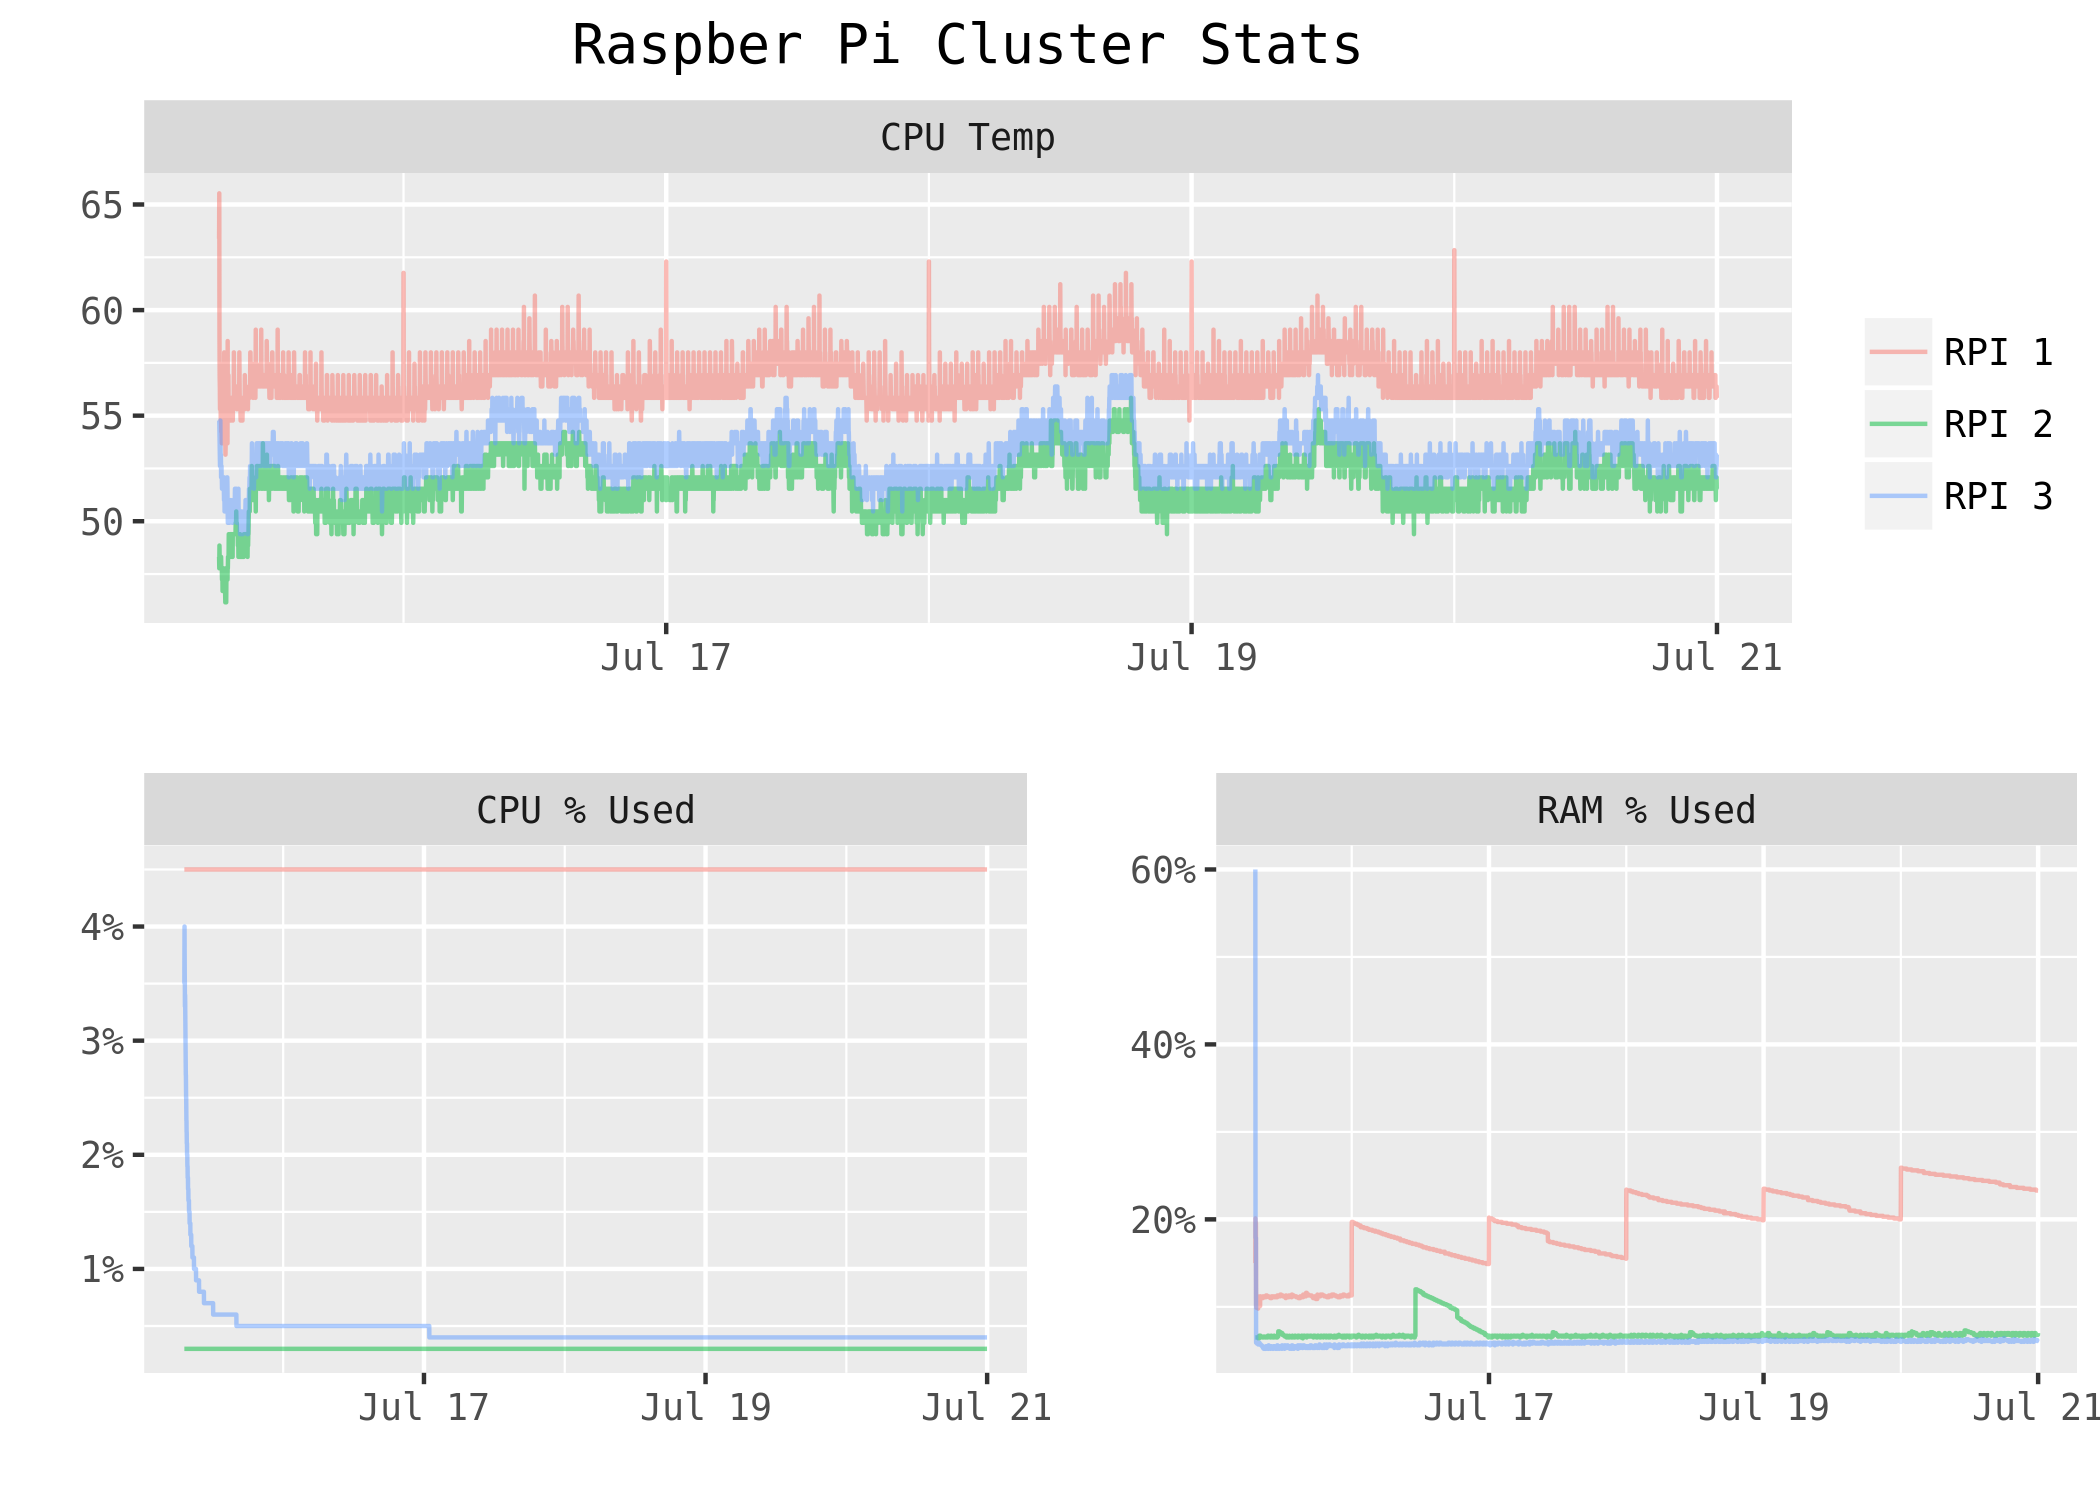 Raspber Pi Cluster Stats
CPU Temp
65
60
55
50
Jul 17 Jul 19 Jul 21
RPI 1
RPI 2
RPI 3
CPU % Used
4%
3%
2%
1%
Jul 17 Jul 19 Jul 21
RAM % Used
60%
40%
20%
Jul 17 Jul 19 Jul 21